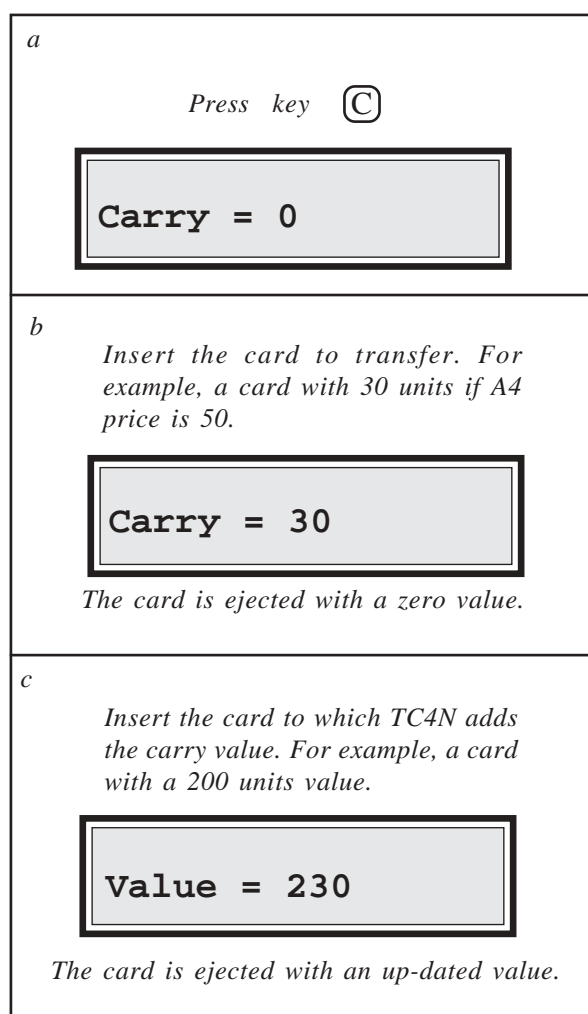 a
Press key C
Carry = 0
b
Insert the card to transfer. For
example, a card with 30 units if A4
price is 50.
Carry = 30
The card is ejected with a zero value.
c
Insert the card to which TC4N adds
the carry value. For example, a card
with a 200 units value.
Value = 230
The card is ejected with an up-dated value.